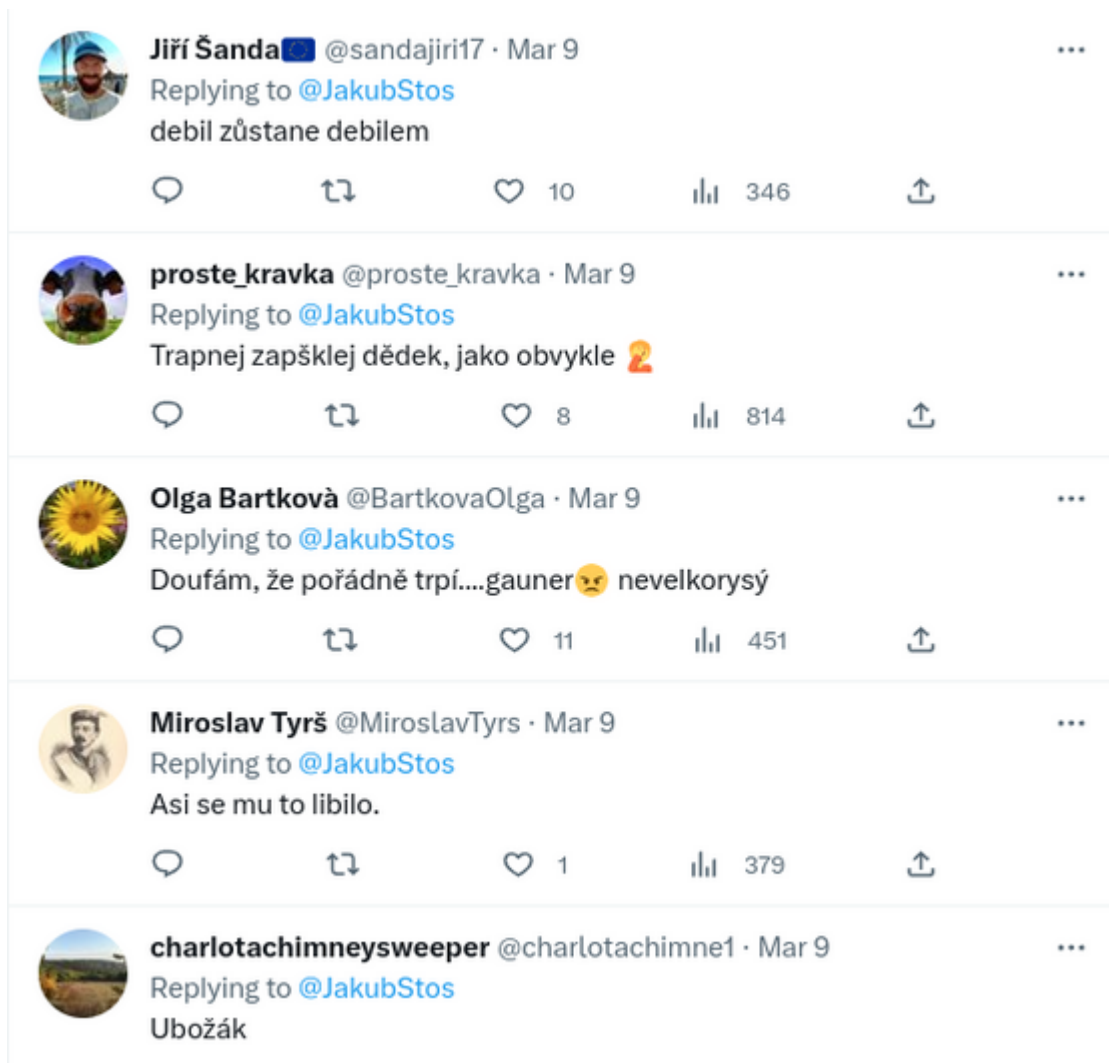 Jiří Šanda🇪🇺 @sandajiri17 · Mar 9
Replying to @JakubStos
debil zůstane debilem
10 346
proste_kravka @proste_kravka · Mar 9
Replying to @JakubStos
Trapnej zapšklej dědek, jako obvykle 🤦
8 814
Olga Bartkovà @BartkovaOlga · Mar 9
Replying to @JakubStos
Doufám, že pořádně trpí....gauner😠 nevelkorysý
11 451
Miroslav Tyrš @MiroslavTyrs · Mar 9
Replying to @JakubStos
Asi se mu to libilo.
1 379
charlotachimneysweeper @charlotachimne1 · Mar 9
Replying to @JakubStos
Ubožák